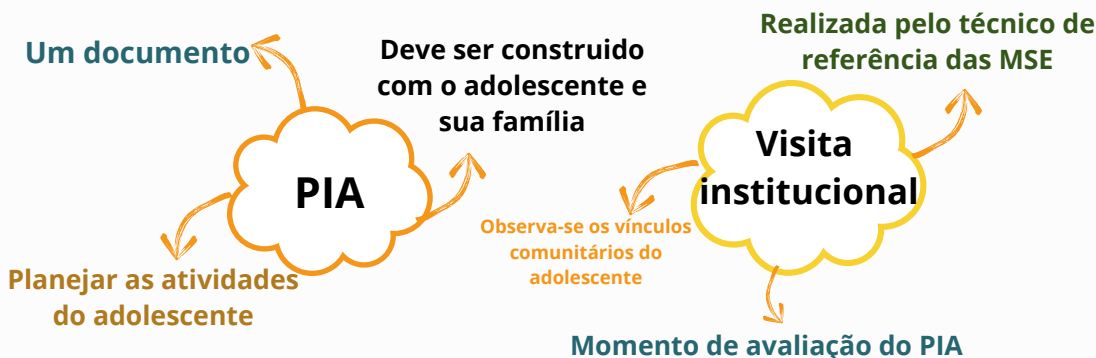 Um documento
Deve ser construido
com o adolescente e
sua família
PIA
Planejar as atividades
do adolescente
Realizada pelo técnico de
referência das MSE
Visita
institucional
Observa-se os vínculos
comunitários do
adolescente
Momento de avaliação do PIA